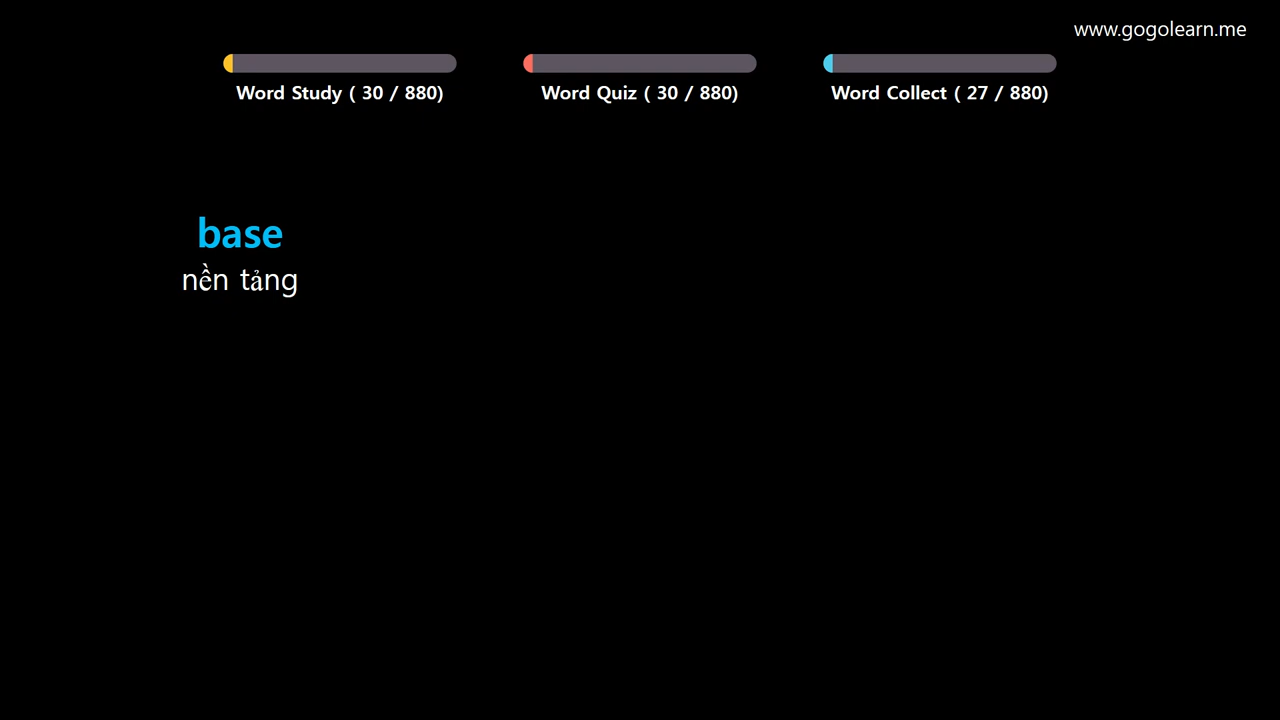 www.gogolearn.me
Word Study ( 30 / 880)
Word Quiz ( 30 / 880)
Word Collect ( 27 / 880)
base
nền tảng